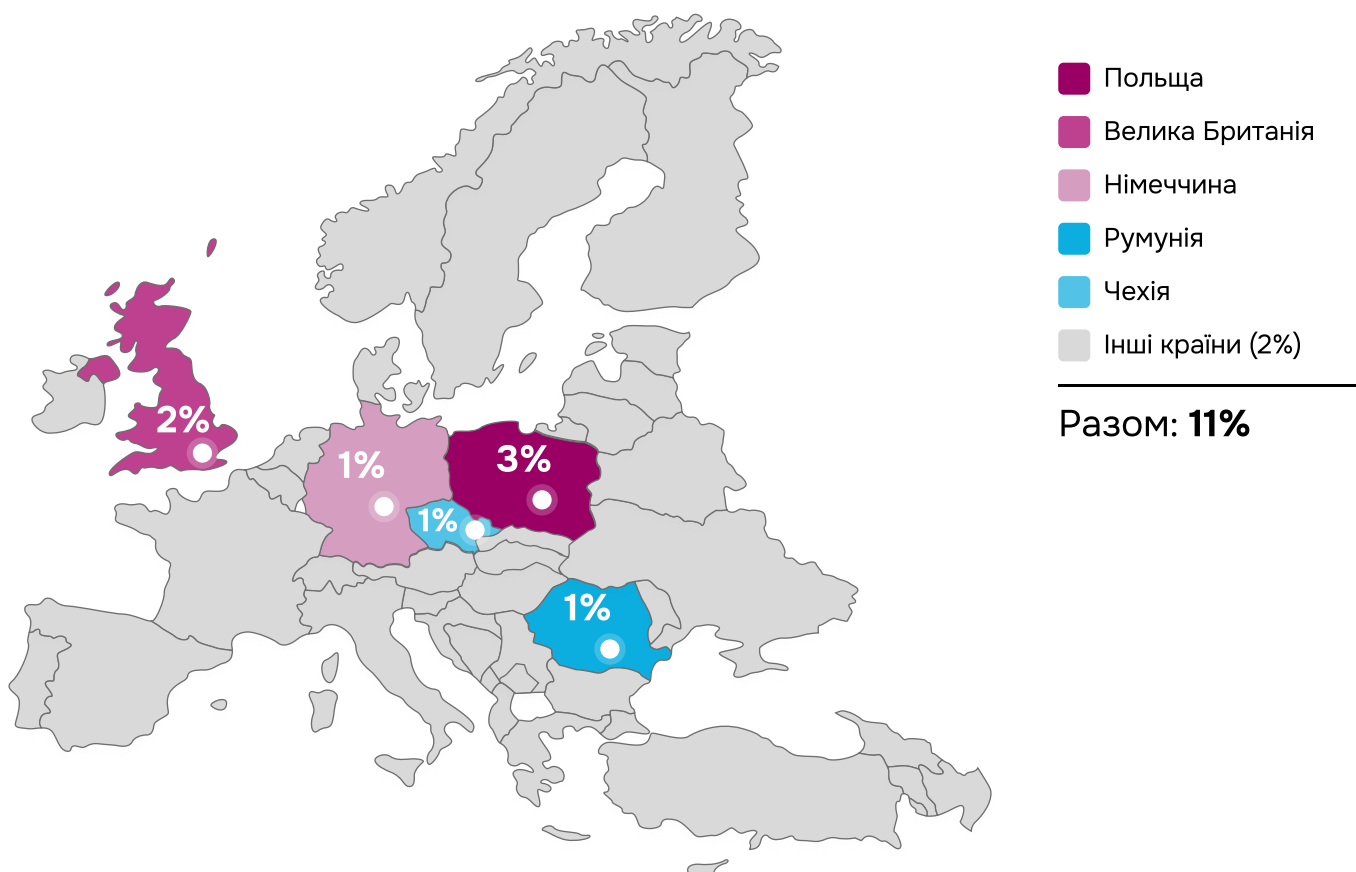 Польща
Велика Британія
Німеччина
Румунія
Чехія
Інші країни (2%)
Разом: 11%
2%
1%
3%
1%
1%